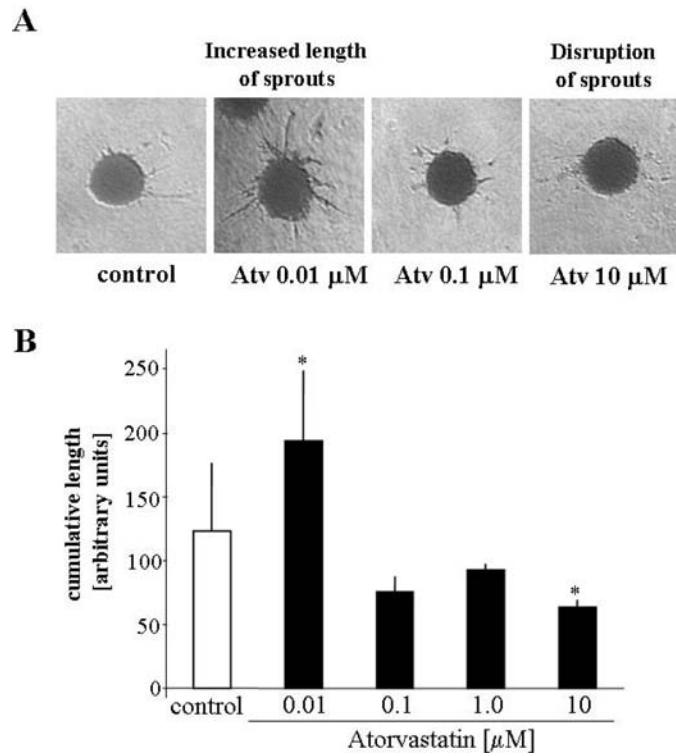 A
Increased length
of sprouts
Disruption
of sprouts
control
Atv 0.01 µM
Atv 0.1 µM
Atv 10 µM
B
cumulative length
[arbitrary units]
250
200
150
100
50
0
*
*
control
0.01
0.1
1.0
10
Atorvastatin [µM]